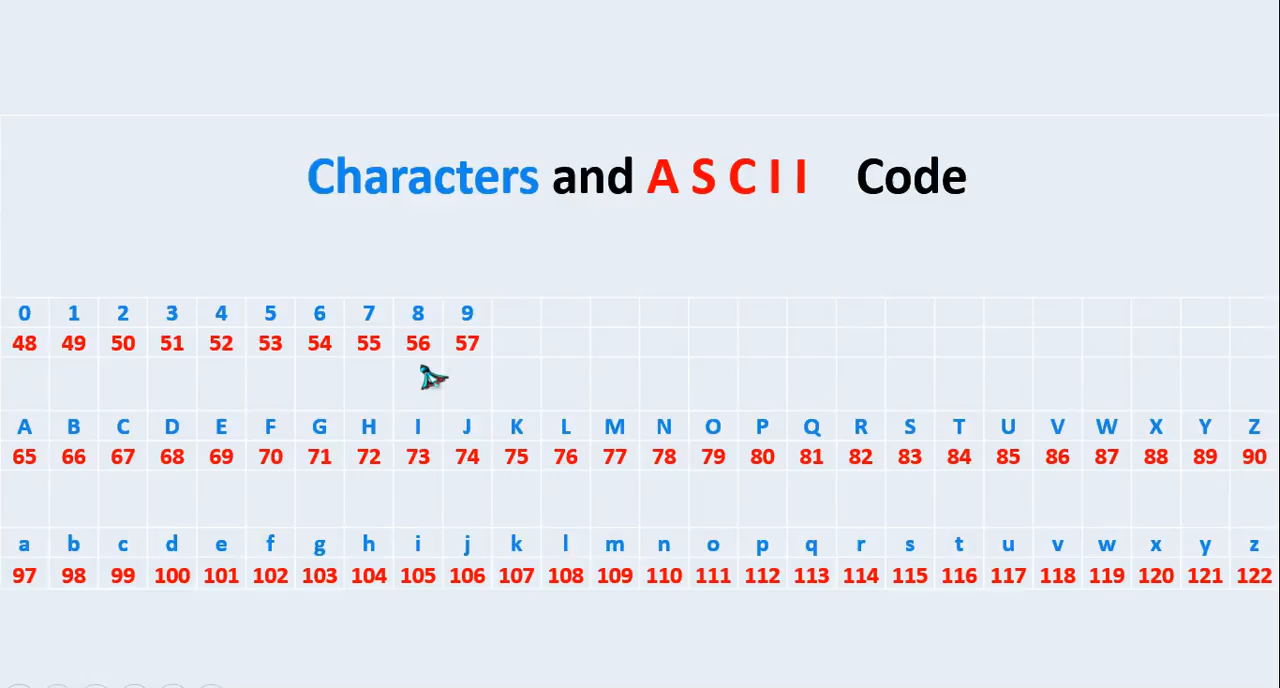 Characters and A S C I I Code
0 1 2 3 4 5 6 7 8 9
48 49 50 51 52 53 54 55 56 57
A B C D E F G H I J K L M N O P Q R S T U V W X Y Z
65 66 67 68 69 70 71 72 73 74 75 76 77 78 79 80 81 82 83 84 85 86 87 88 89 90
a b c d e f g h i j k l m n o p q r s t u v w x y z
97 98 99 100 101 102 103 104 105 106 107 108 109 110 111 112 113 114 115 116 117 118 119 120 121 122